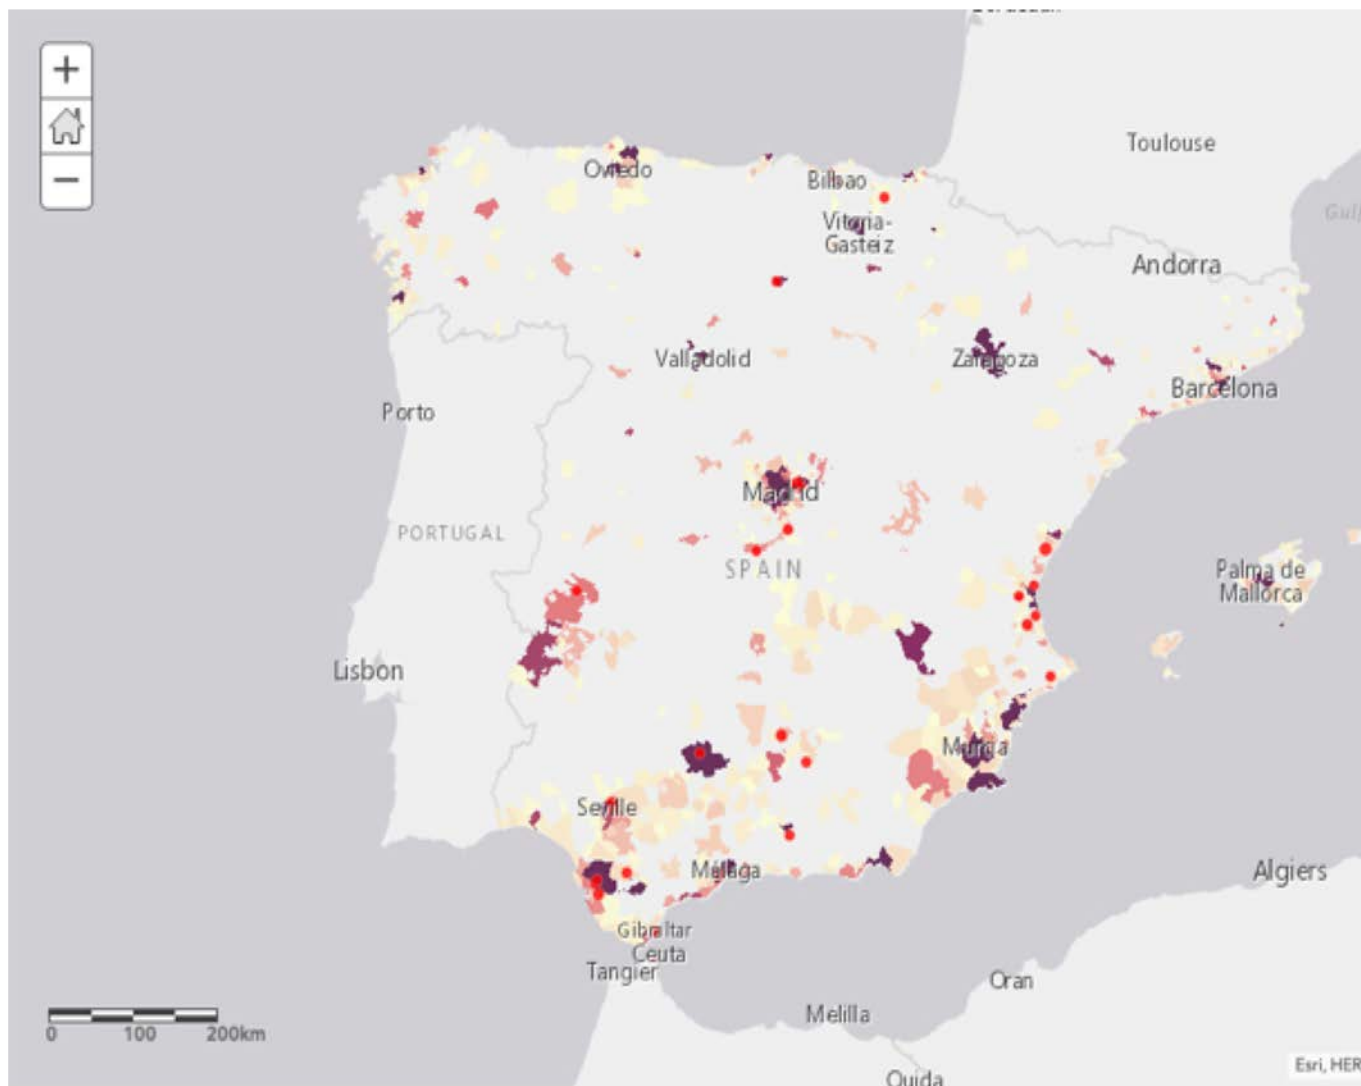 +
−
Toulouse
Oviedo
Bilbao
Gulf
Vitoria-
Gasteiz
Andorra
Valladolid
Zaragoza
Barcelona
Porto
Madrid
PORTUGAL
SPAIN
Palma de
Mallorca
Lisbon
Murcia
Seville
Málaga
Algiers
Gibraltar
Ceuta
Tangier
Oran
Melilla
0 100 200km
Esri, HER